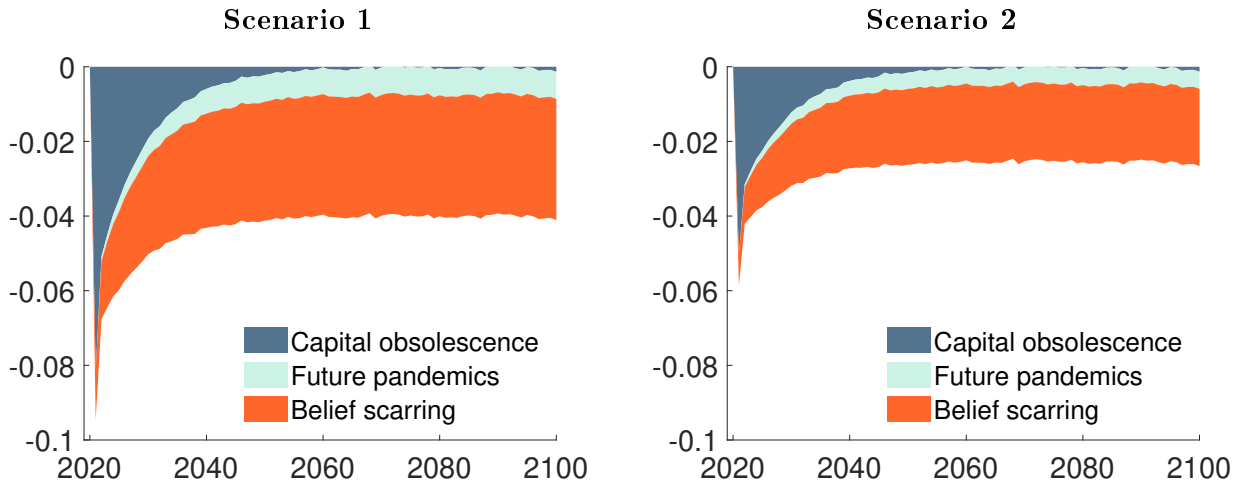 Scenario 1
0
-0.02
-0.04
-0.06
-0.08
-0.1
2020 2040 2060 2080 2100
Capital obsolescence
Future pandemics
Belief scarring
Scenario 2
0
-0.02
-0.04
-0.06
-0.08
-0.1
2020 2040 2060 2080 2100
Capital obsolescence
Future pandemics
Belief scarring